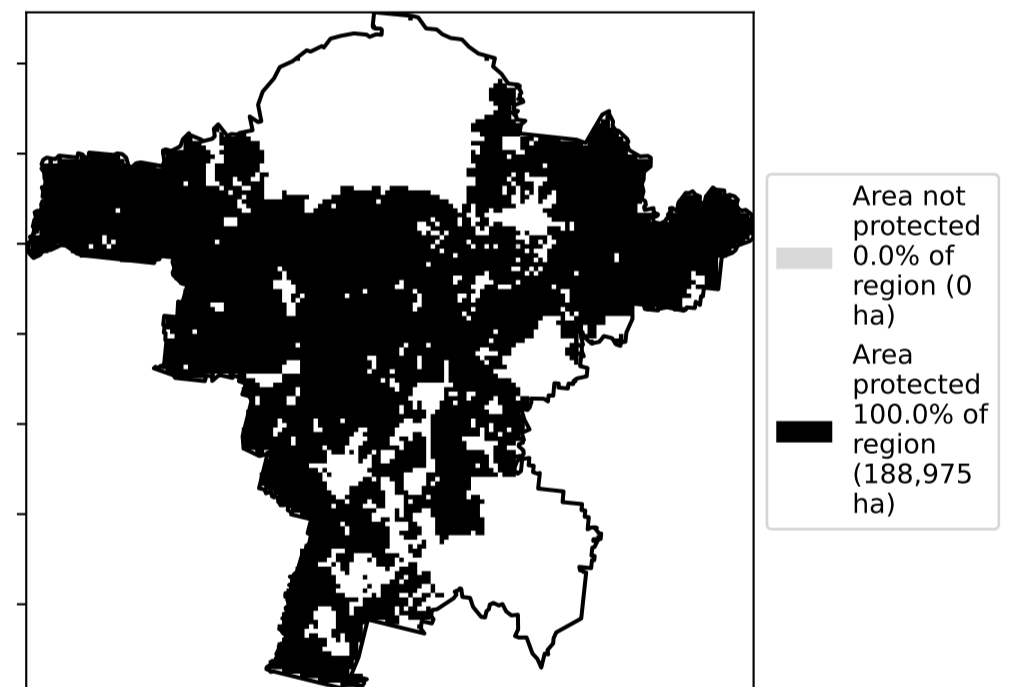 Area not
protected
0.0% of
region (0
ha)
Area
protected
100.0% of
region
(188,975
ha)